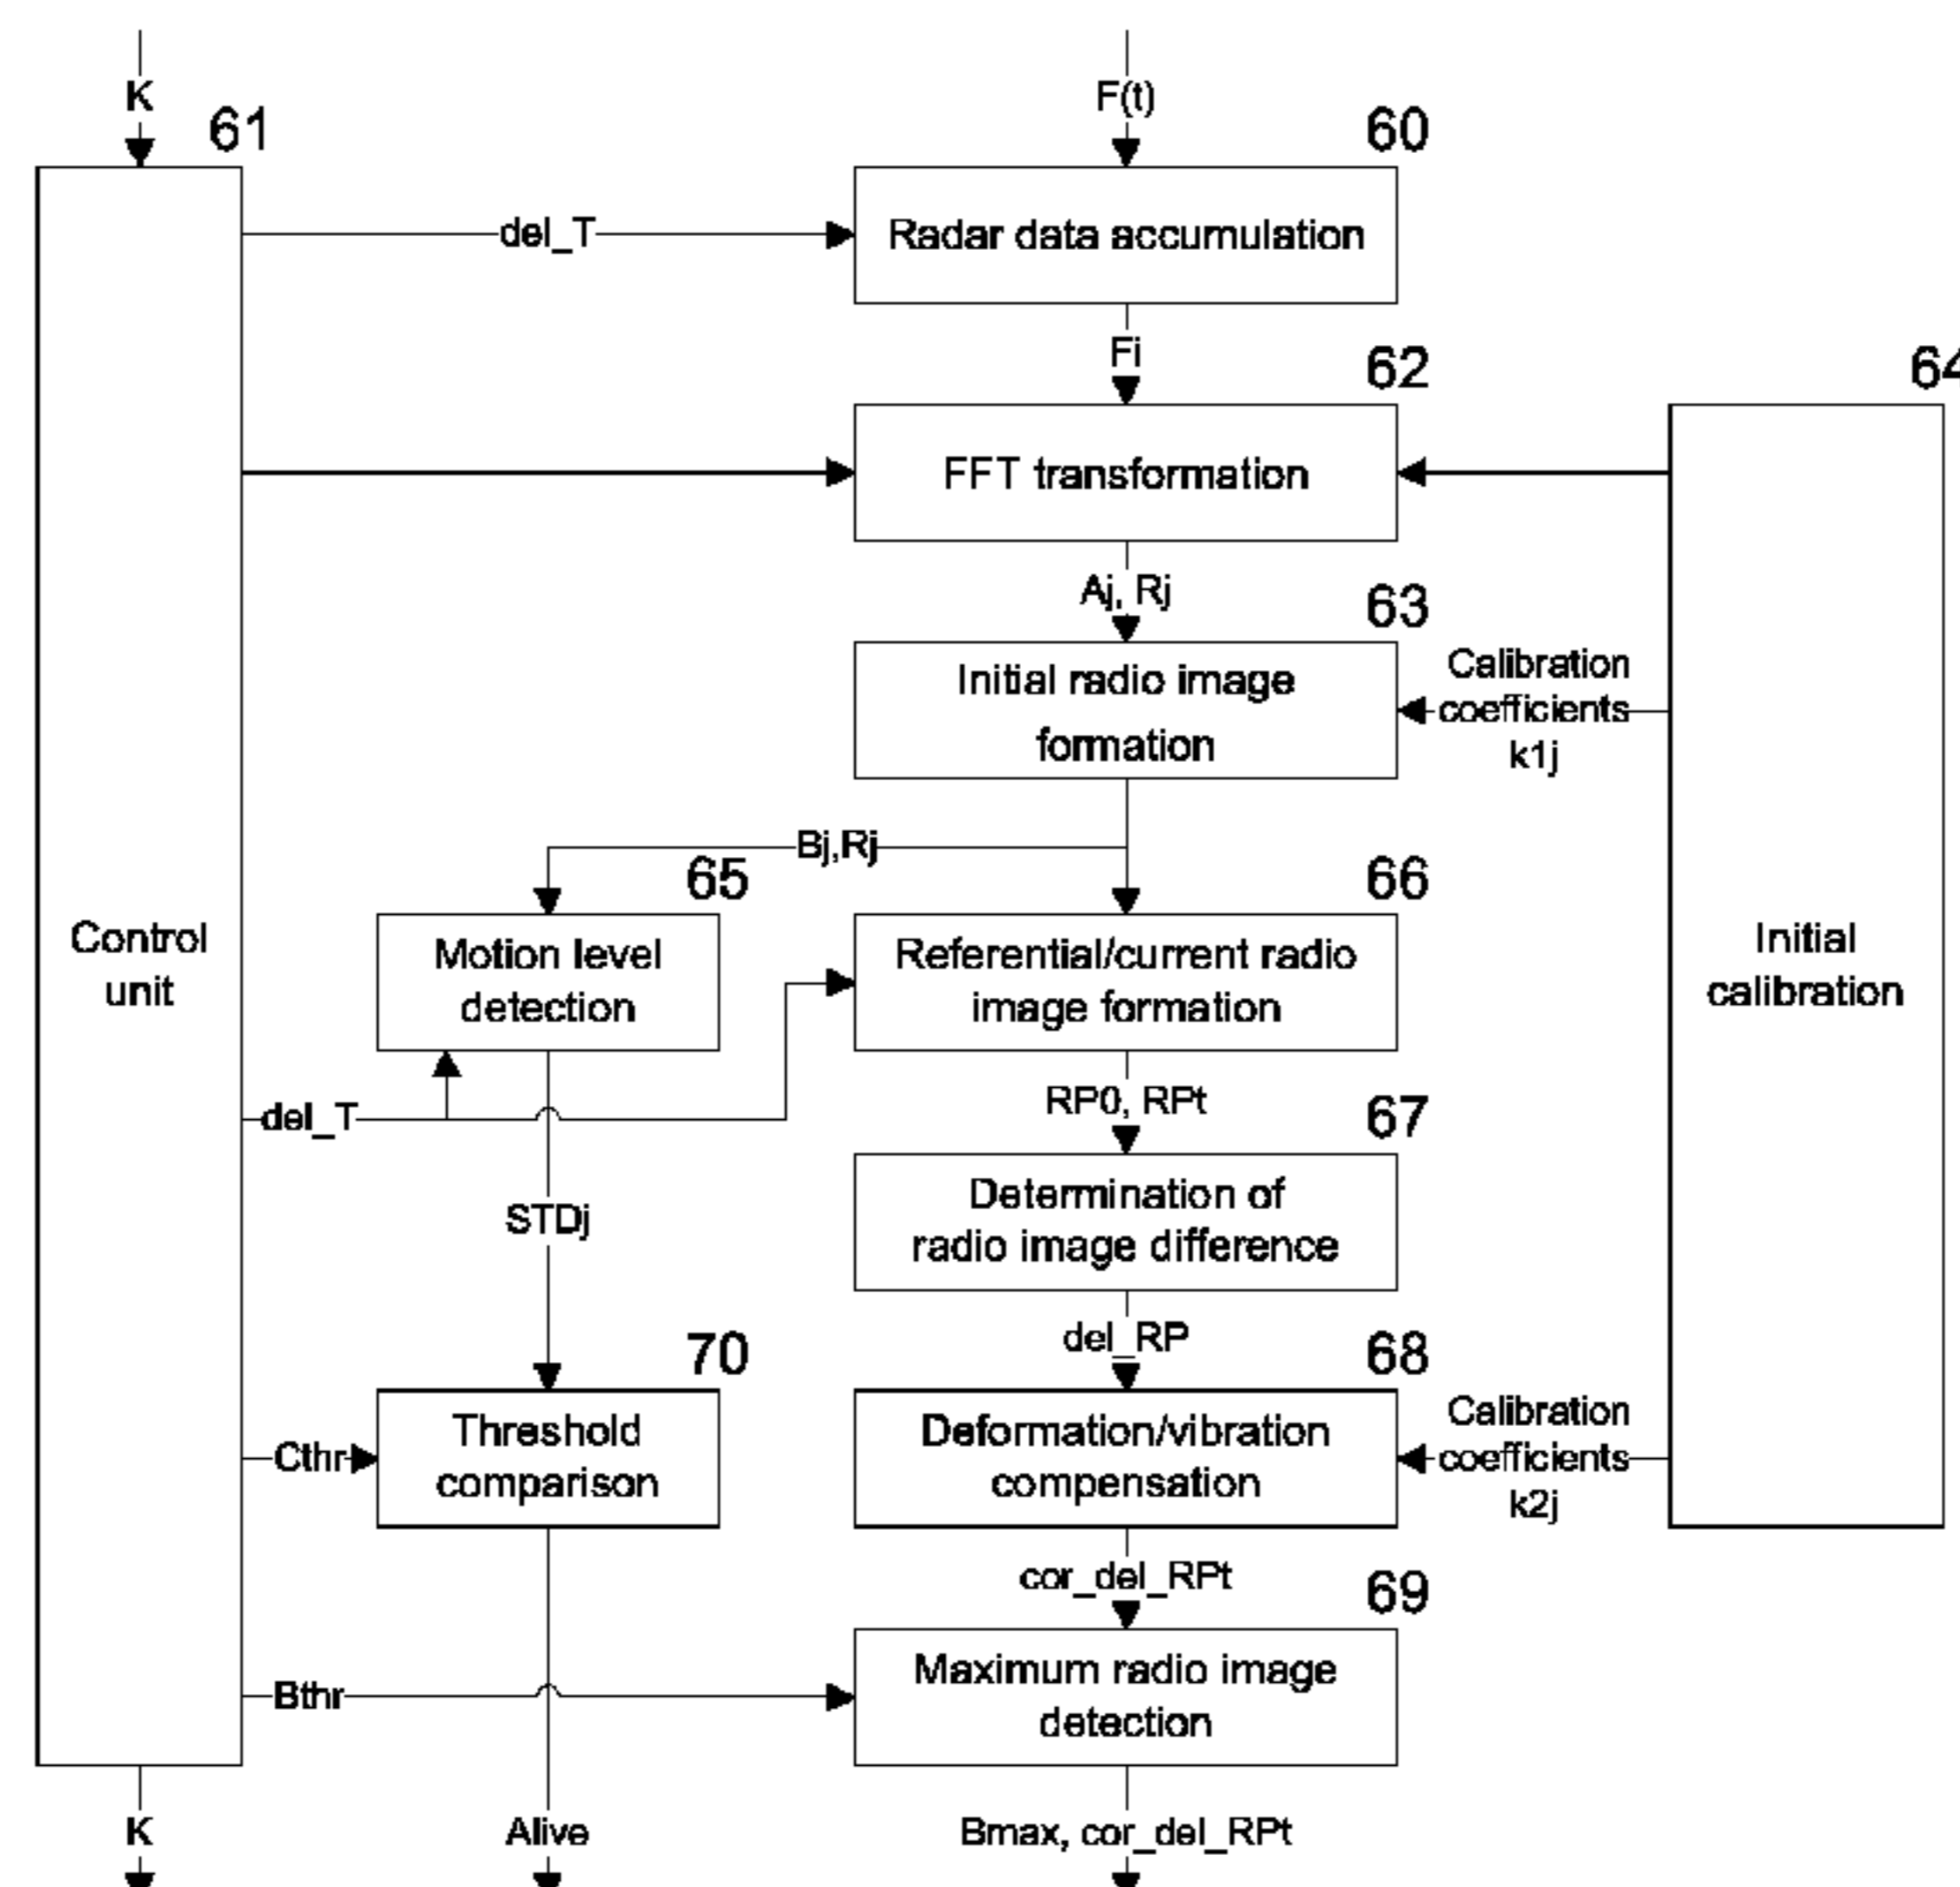 K
F(t)
61
60
del_T
Radar data accumulation
Fi
62
64
FFT transformation
Aj, Rj
63
Initial radio image
formation
Calibration
coefficients
k1j
Bj,Rj
65
66
Control
unit
Motion level
detection
Referential/current radio
image formation
Initial
calibration
del_T
RP0, RPt
67
STDj
Determination of
radio image difference
del_RP
70
68
Cthr
Threshold
comparison
Deformation/vibration
compensation
Calibration
coefficients
k2j
cor_del_RPt
69
Bthr
Maximum radio image
detection
K
Alive
Bmax, cor_del_RPt